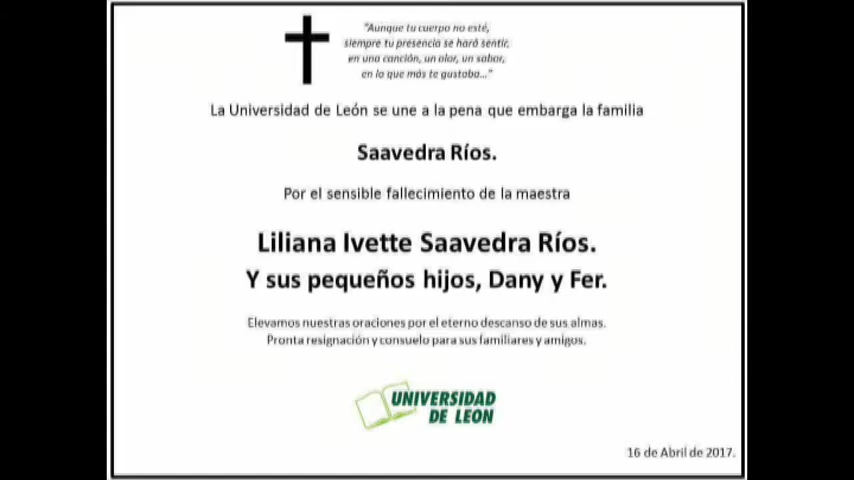 "Aunque tu cuerpo no esté,
siempre tu presencia se hará sentir,
en una canción, un olor, un sabor,
en lo que más te gustaba..."
La Universidad de León se une a la pena que embarga la familia
Saavedra Ríos.
Por el sensible fallecimiento de la maestra
Liliana Ivette Saavedra Ríos.
Y sus pequeños hijos, Dany y Fer.
Elevamos nuestras oraciones por el eterno descanso de sus almas.
Pronta resignación y consuelo para sus familiares y amigos.
UNIVERSIDAD
DE LEON
16 de Abril de 2017.